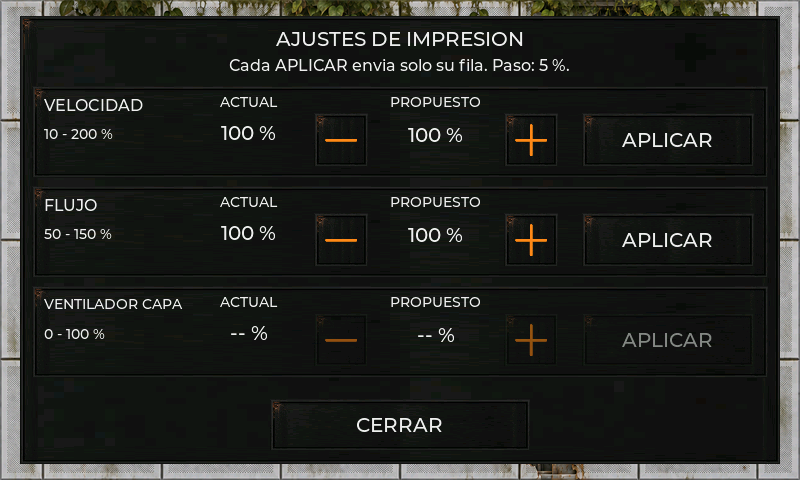 AJUSTES DE IMPRESION
Cada APLICAR envia solo su fila. Paso: 5 %.
VELOCIDAD
10 - 200 %
ACTUAL
100 %
PROPUESTO
100 %
APLICAR
FLUJO
50 - 150 %
ACTUAL
100 %
PROPUESTO
100 %
APLICAR
VENTILADOR CAPA
0 - 100 %
ACTUAL
-- %
PROPUESTO
-- %
APLICAR
CERRAR